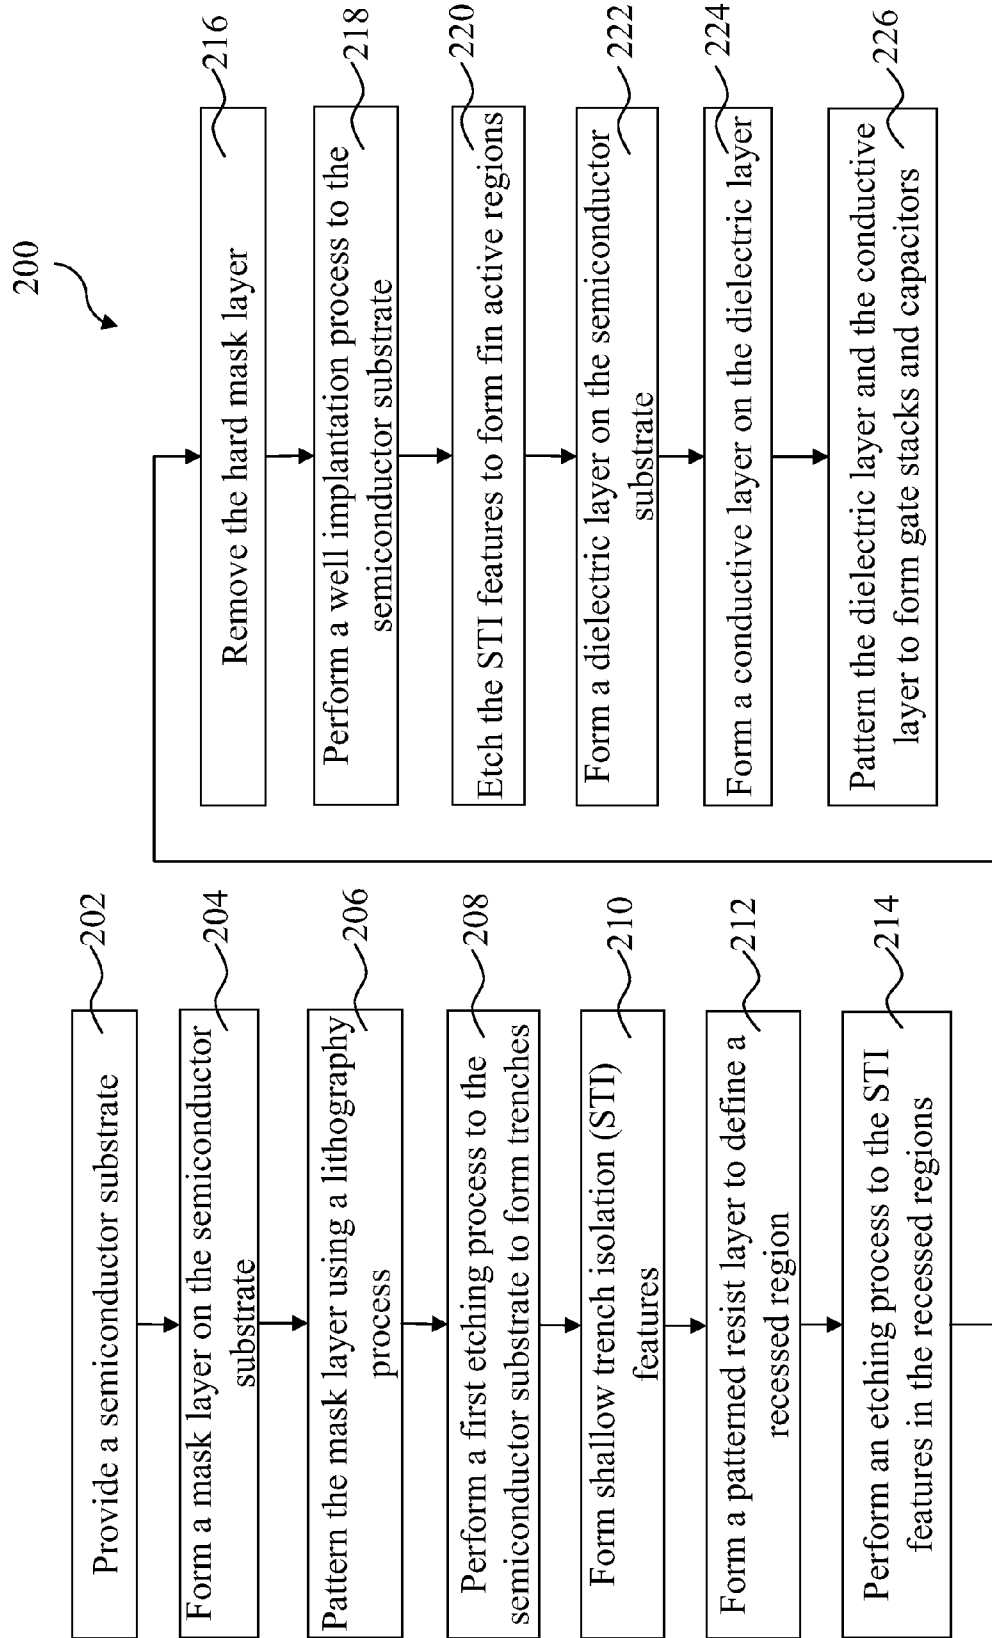 200
Provide a semiconductor substrate
202
Form a mask layer on the semiconductor
substrate
204
Pattern the mask layer using a lithography
process
206
Perform a first etching process to the
semiconductor substrate to form trenches
208
Form shallow trench isolation (STI)
features
210
Form a patterned resist layer to define a
recessed region
212
Perform an etching process to the STI
features in the recessed regions
214
Remove the hard mask layer
216
Perform a well implantation process to the
semiconductor substrate
218
Etch the STI features to form fin active regions
220
Form a dielectric layer on the semiconductor
substrate
222
Form a conductive layer on the dielectric layer
224
Pattern the dielectric layer and the conductive
layer to form gate stacks and capacitors
226